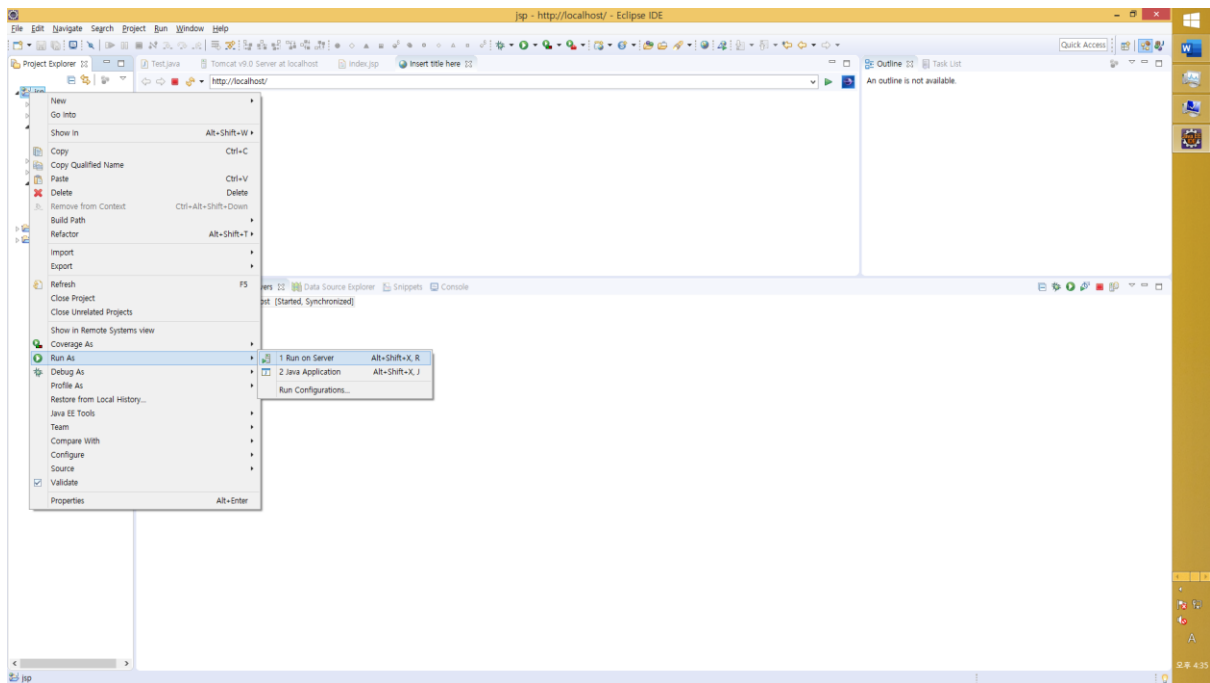 jsp - http://localhost/ - Eclipse IDE
File Edit Navigate Search Project Run Window Help
Quick Access
Project Explorer
Test.java
Tomcat v9.0 Server at localhost
index.jsp
Insert title here
Outline
Task List
http://localhost/
An outline is not available.
New
Go Into
Show In Alt+Shift+W
Copy Ctrl+C
Copy Qualified Name
Paste Ctrl+V
Delete Delete
Remove from Context Ctrl+Alt+Shift+Down
Build Path
Refactor Alt+Shift+T
Import
Export
Refresh F5
Close Project
Close Unrelated Projects
Show in Remote Systems view
Coverage As
Run As
Debug As
Profile As
Restore from Local History...
Java EE Tools
Team
Compare With
Configure
Source
Validate
Properties Alt+Enter
1 Run on Server Alt+Shift+X, R
2 Java Application Alt+Shift+X, J
Run Configurations...
vers Data Source Explorer Snippets Console
ost [Started, Synchronized]
A
오후 4:35
jsp